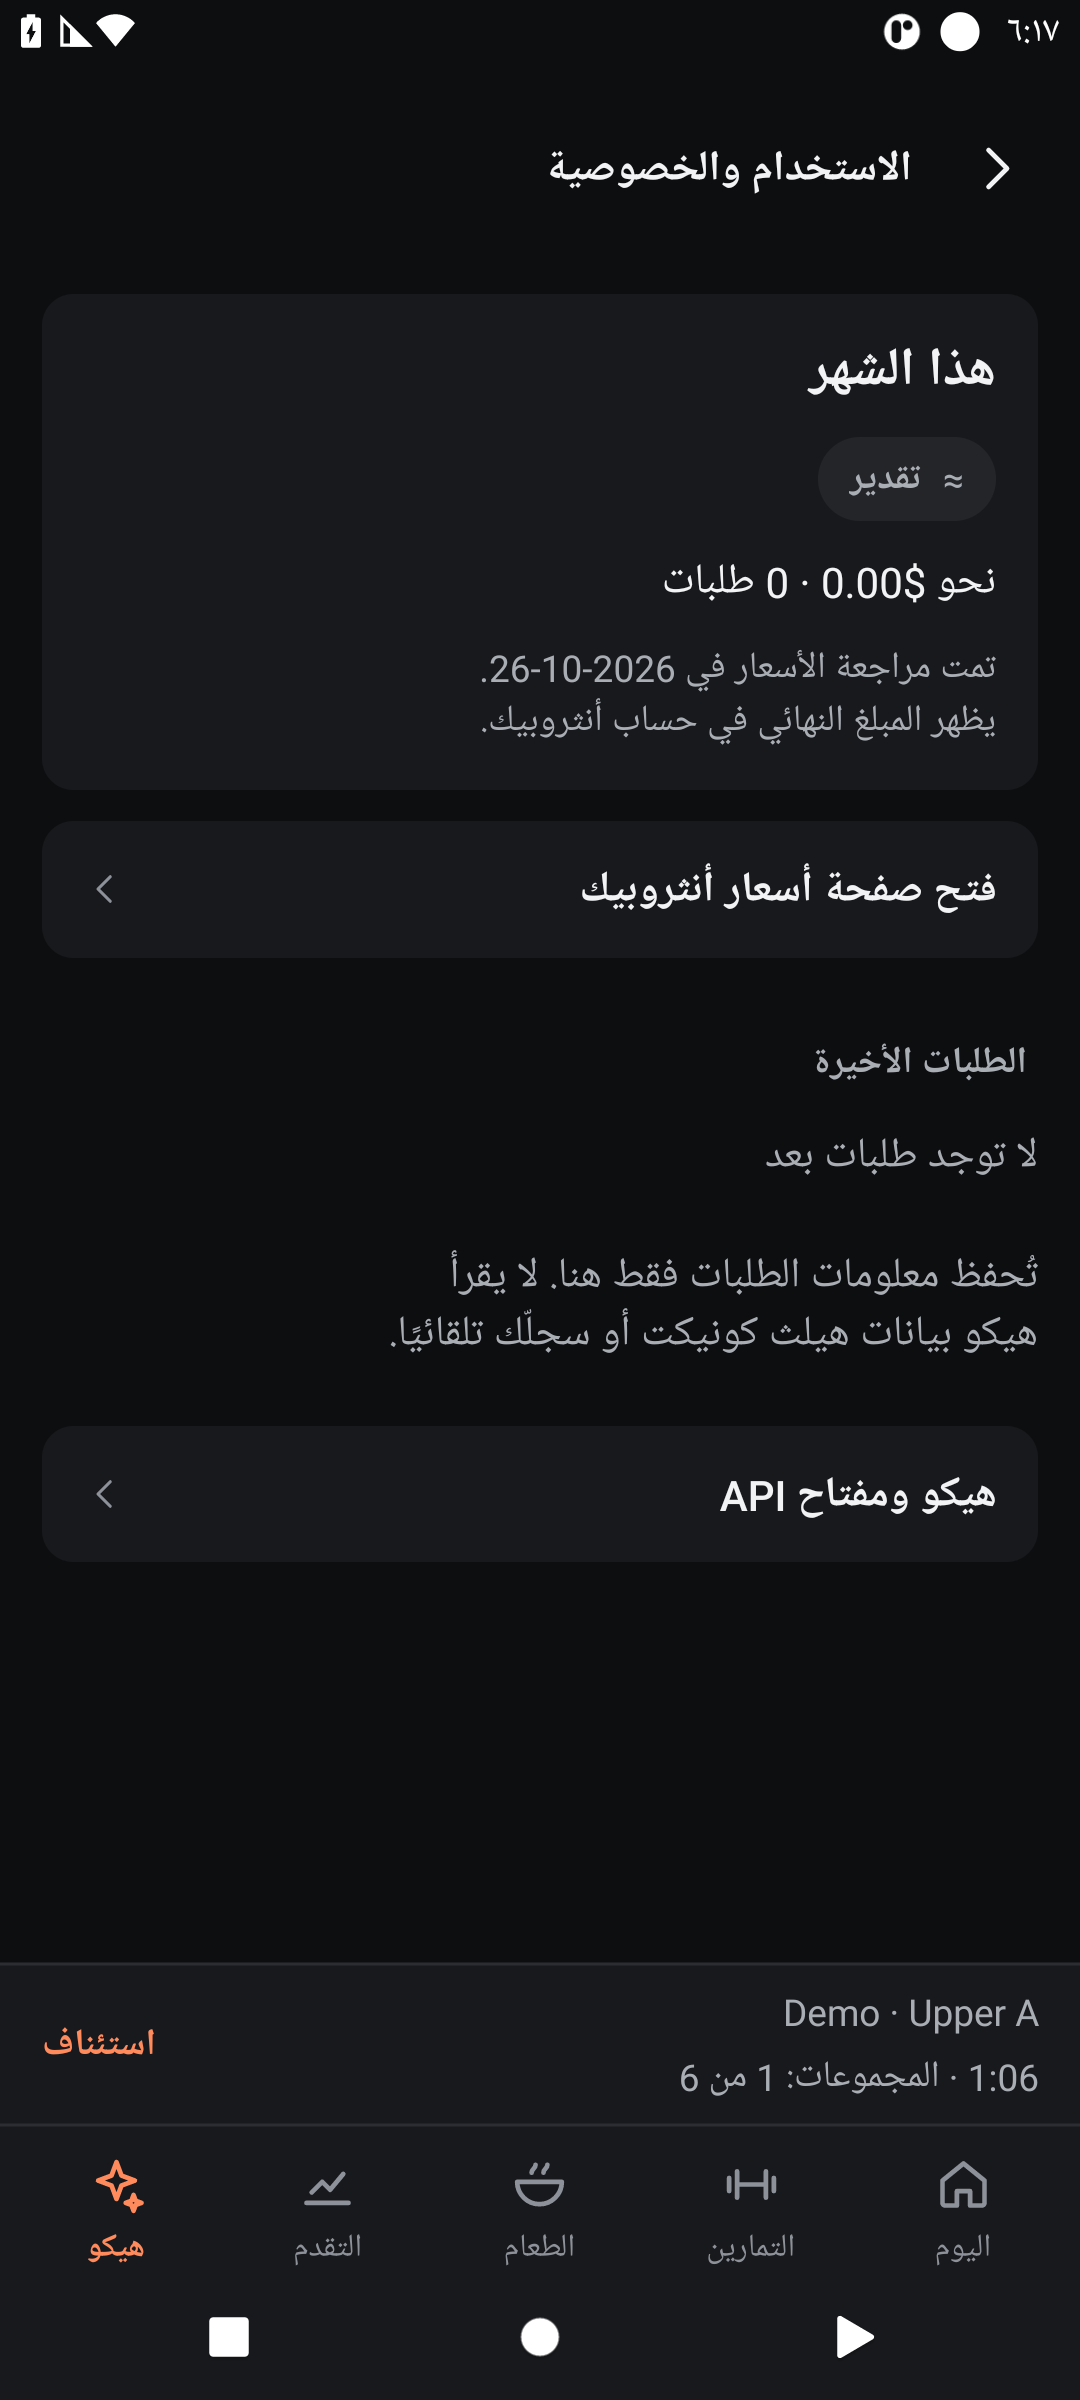 ٦:١٧
الاستخدام والخصوصية
هذا الشهر
≈ تقدير
نحو $0.00 · 0 طلبات
تمت مراجعة الأسعار في 2026-10-26.
يظهر المبلغ النهائي في حساب أنثروبيك.
فتح صفحة أسعار أنثروبيك
الطلبات الأخيرة
لا توجد طلبات بعد
تُحفظ معلومات الطلبات فقط هنا. لا يقرأ
هيكو بيانات هيلث كونيكت أو سجلّك تلقائيًا.
هيكو ومفتاح API
Demo · Upper A
1:06 · المجموعات: 1 من 6
استئناف
اليوم
التمارين
الطعام
التقدم
هيكو